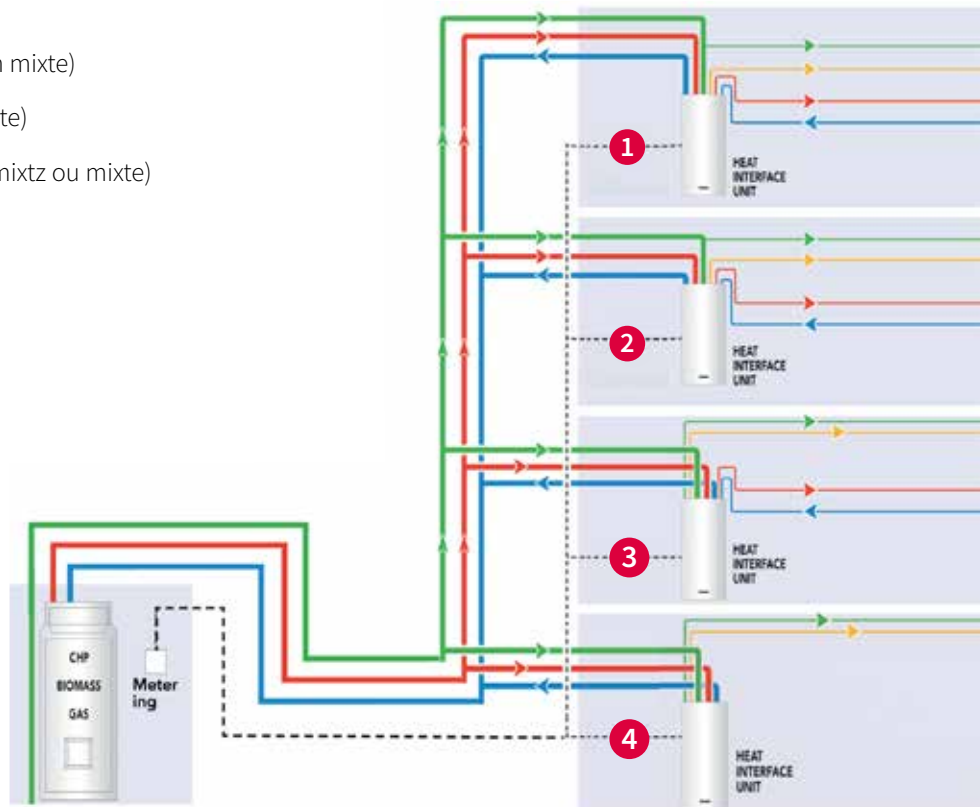 n mixte)
te)
mixtz ou mixte)
1
HEAT
INTERFACE
UNIT
2
HEAT
INTERFACE
UNIT
3
HEAT
INTERFACE
UNIT
CHP
BIOMASS
GAS
Meter
ing
4
HEAT
INTERFACE
UNIT